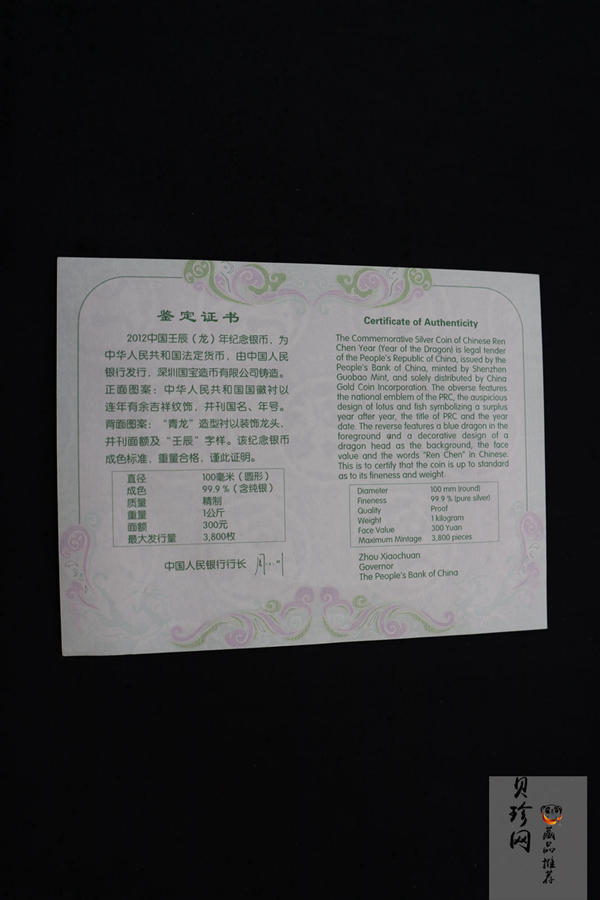 鉴定证书
2012中国壬辰（龙）年纪念银币，为
中华人民共和国法定货币，由中国人民
银行发行，深圳国宝造币有限公司铸造。
正面图案：中华人民共和国国徽衬以
连年有余吉祥纹饰，并刊国名、年号。
背面图案：“青龙”造型衬以装饰龙头，
并刊面额及“壬辰”字样。该纪念银币
成色标准，重量合格，谨此证明。
直径 100毫米（圆形）
成色 99.9％（含纯银）
质量 精制
重量 1公斤
面额 300元
最大发行量 3,800枚
中国人民银行行长
Certificate of Authenticity
The Commemorative Silver Coin of Chinese Ren
Chen Year (Year of the Dragon) is legal tender
of the People's Republic of China, issued by the
People's Bank of China, minted by Shenzhen
Guobao Mint, and solely distributed by China
Gold Coin Incorporation. The obverse features
the national emblem of the PRC, the auspicious
design of lotus and fish symbolizing a surplus
year after year, the title of PRC and the year
date. The reverse features a blue dragon in the
foreground and a decorative design of a
dragon head as the background, the face
value and the words "Ren Chen" in Chinese.
This is to certify that the coin is up to standard
as to its fineness and weight.
Diameter 100 mm (round)
Fineness 99.9 % (pure silver)
Quality Proof
Weight 1 kilogram
Face Value 300 Yuan
Maximum Mintage 3,800 pieces
Zhou Xiaochuan
Governor
The People's Bank of China
贝珍网
藏品推荐